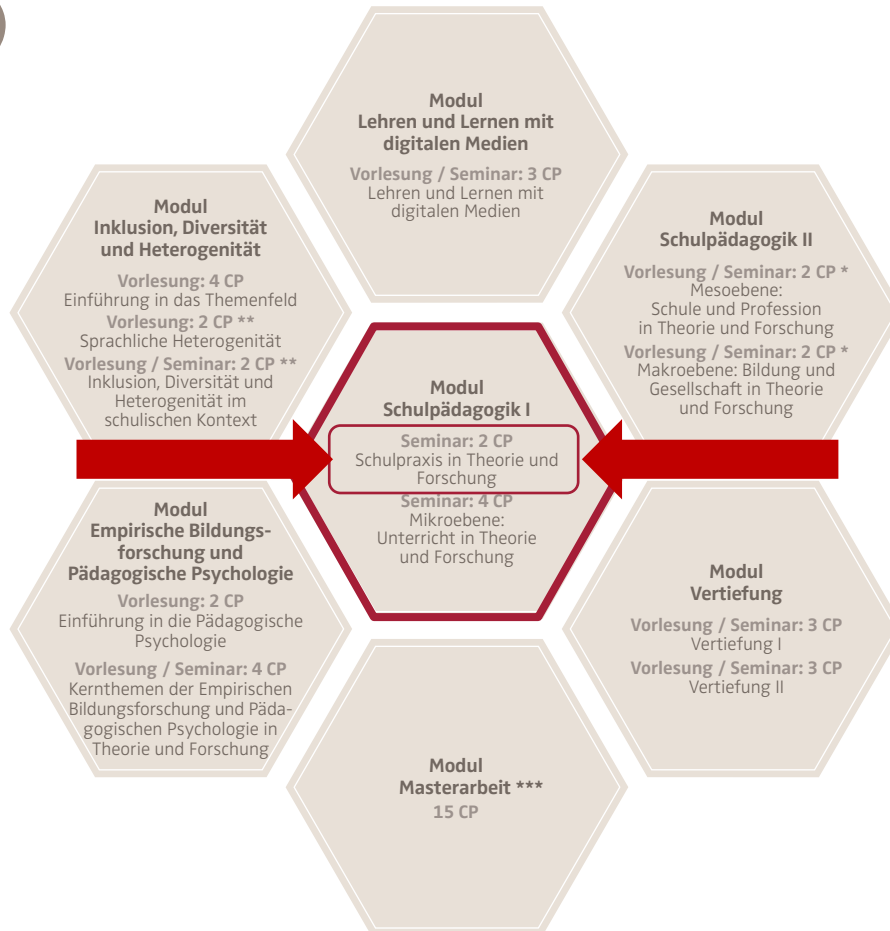 Modul
Lehren und Lernen mit
digitalen Medien
Vorlesung / Seminar: 3 CP
Lehren und Lernen mit
digitalen Medien
Modul
Inklusion, Diversität
und Heterogenität
Vorlesung: 4 CP
Einführung in das Themenfeld
Vorlesung: 2 CP **
Sprachliche Heterogenität
Vorlesung / Seminar: 2 CP **
Inklusion, Diversität und
Heterogenität im
schulischen Kontext
Modul
Schulpädagogik II
Vorlesung / Seminar: 2 CP *
Mesoebene:
Schule und Profession
in Theorie und Forschung
Vorlesung / Seminar: 2 CP *
Makroebene: Bildung und
Gesellschaft in Theorie
und Forschung
Modul
Schulpädagogik I
Seminar: 2 CP
Schulpraxis in Theorie und
Forschung
Seminar: 4 CP
Mikroebene:
Unterricht in Theorie
und Forschung
Modul
Empirische Bildungs-
forschung und
Pädagogische Psychologie
Vorlesung: 2 CP
Einführung in die Pädagogische
Psychologie
Vorlesung / Seminar: 4 CP
Kernthemen der Empirischen
Bildungsforschung und Päda-
gogischen Psychologie in
Theorie und Forschung
Modul
Vertiefung
Vorlesung / Seminar: 3 CP
Vertiefung I
Vorlesung / Seminar: 3 CP
Vertiefung II
Modul
Masterarbeit ***
15 CP